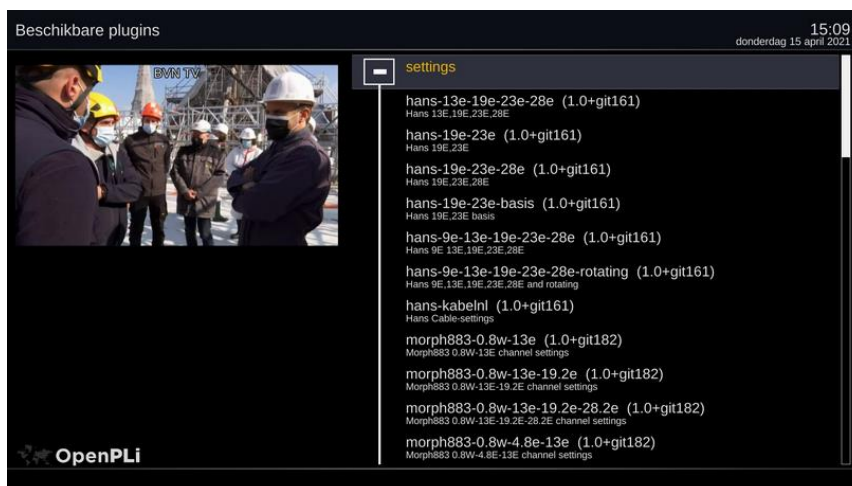 Beschikbare plugins
15:09
donderdag 15 april 2021
BVN TV
settings
hans-13e-19e-23e-28e (1.0+git161)
Hans 13E,19E,23E,28E
hans-19e-23e (1.0+git161)
Hans 19E,23E
hans-19e-23e-28e (1.0+git161)
Hans 19E,23E,28E
hans-19e-23e-basis (1.0+git161)
Hans 19E,23E basis
hans-9e-13e-19e-23e-28e (1.0+git161)
Hans 9E 13E,19E,23E,28E
hans-9e-13e-19e-23e-28e-rotating (1.0+git161)
Hans 9E,13E,19E,23E,28E and rotating
hans-kabelnl (1.0+git161)
Hans Cable-settings
morph883-0.8w-13e (1.0+git182)
Morph883 0.8W-13E channel settings
morph883-0.8w-13e-19.2e (1.0+git182)
Morph883 0.8W-13E-19.2E channel settings
morph883-0.8w-13e-19.2e-28.2e (1.0+git182)
Morph883 0.8W-13E-19.2E-28.2E channel settings
morph883-0.8w-4.8e-13e (1.0+git182)
Morph883 0.8W-4.8E-13E channel settings
OpenPLi